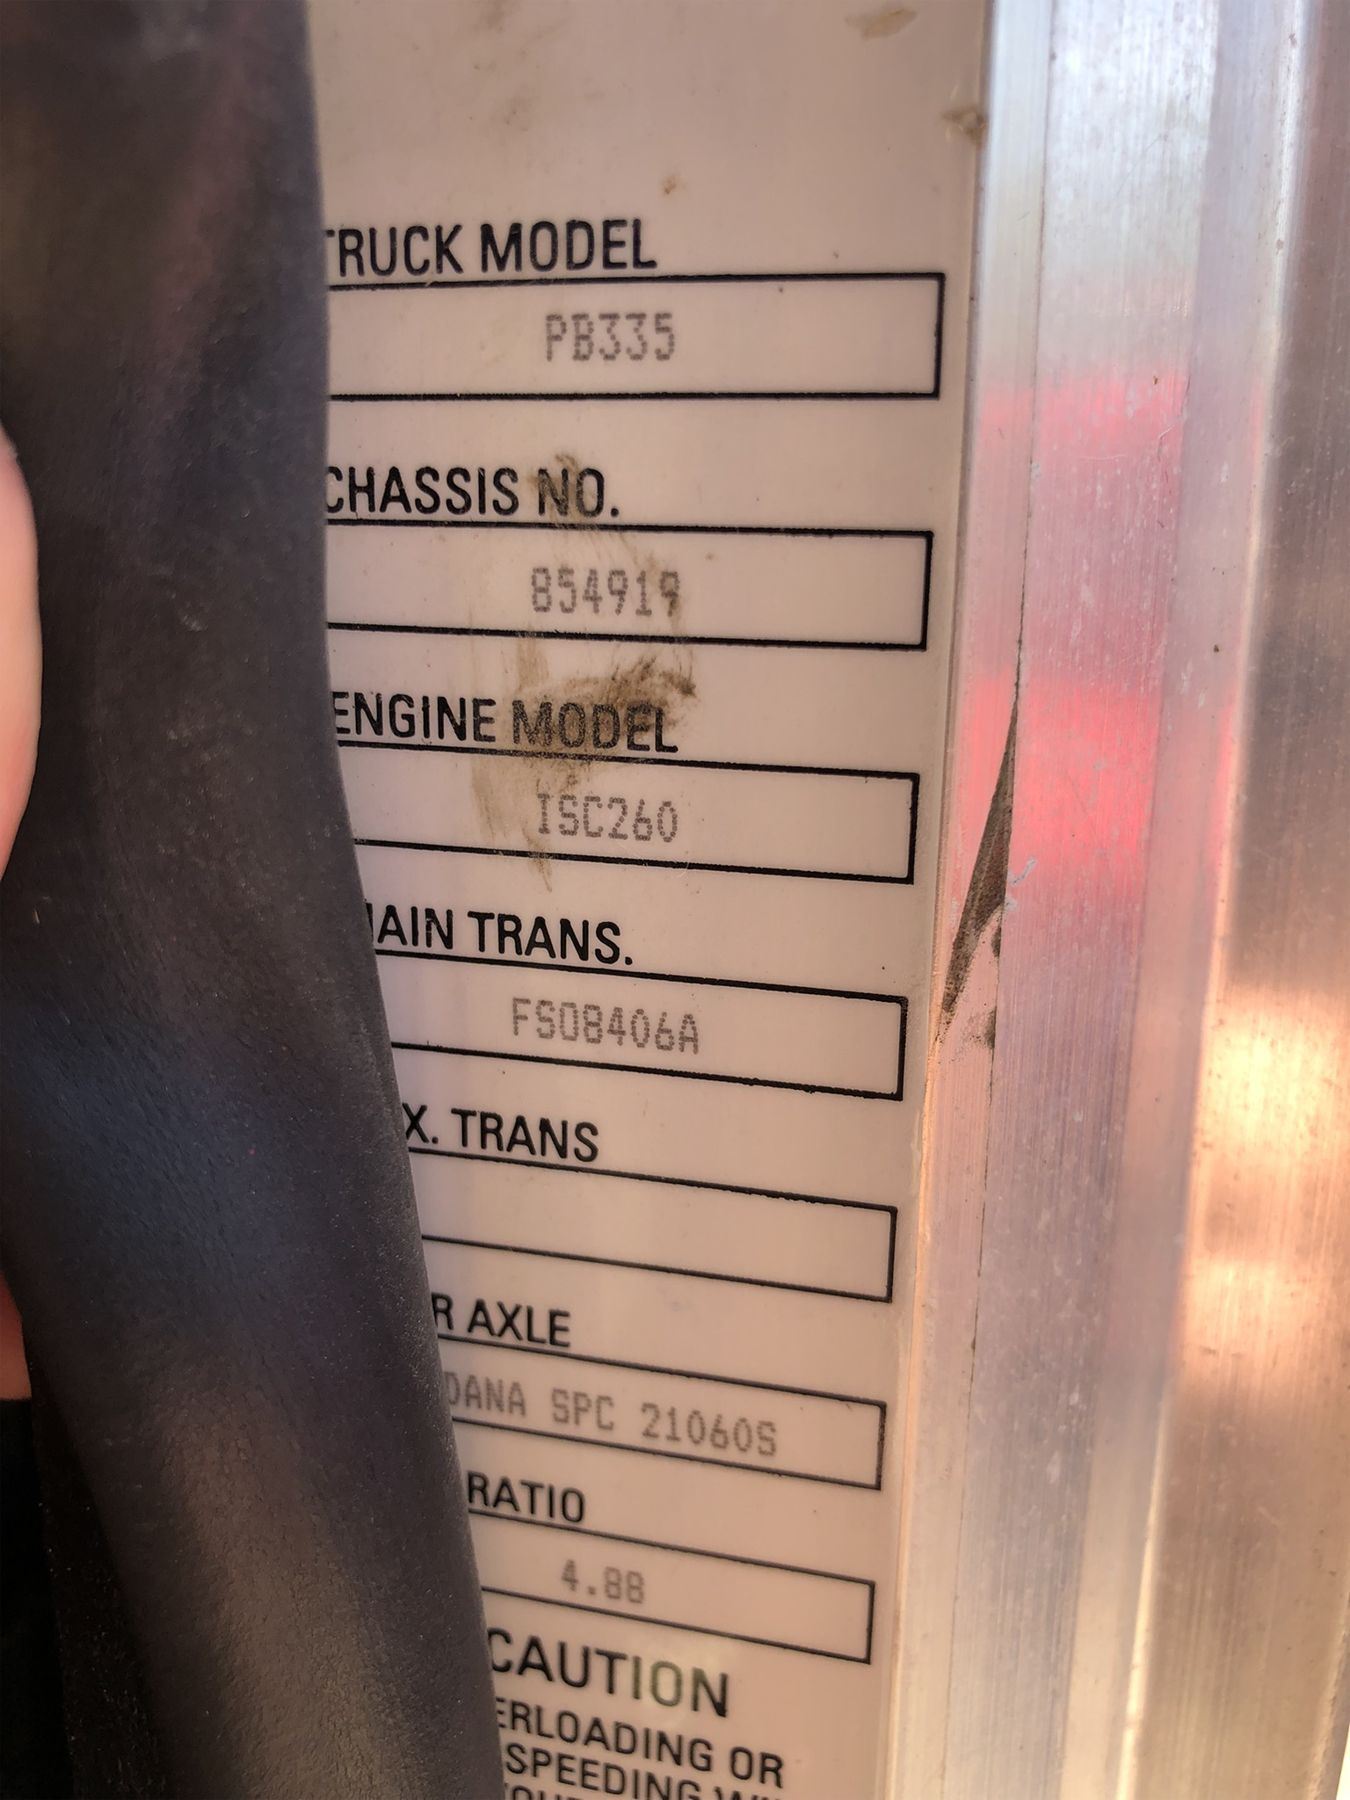 TRUCK MODEL
PB335
CHASSIS NO.
854919
ENGINE MODEL
ISC260
MAIN TRANS.
FS08406A
X. TRANS
R AXLE
DANA SPC 21060S
RATIO
4.88
CAUTION
ERLOADING OR
SPEEDING